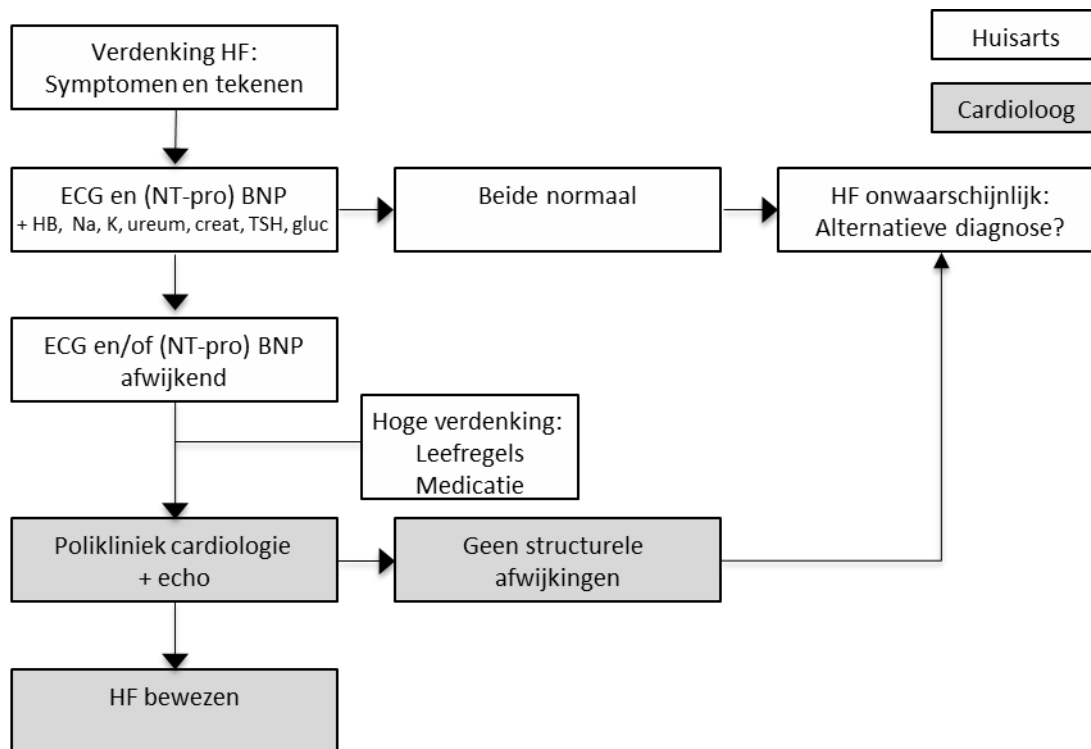 Verdenking HF:
Symptomen en tekenen
Huisarts
Cardioloog
ECG en (NT-pro) BNP
+ HB, Na, K, ureum, creat, TSH, gluc
Beide normaal
HF onwaarschijnlijk:
Alternatieve diagnose?
ECG en/of (NT-pro) BNP
afwijkend
Hoge verdenking:
Leefregels
Medicatie
Polikliniek cardiologie
+ echo
Geen structurele
afwijkingen
HF bewezen